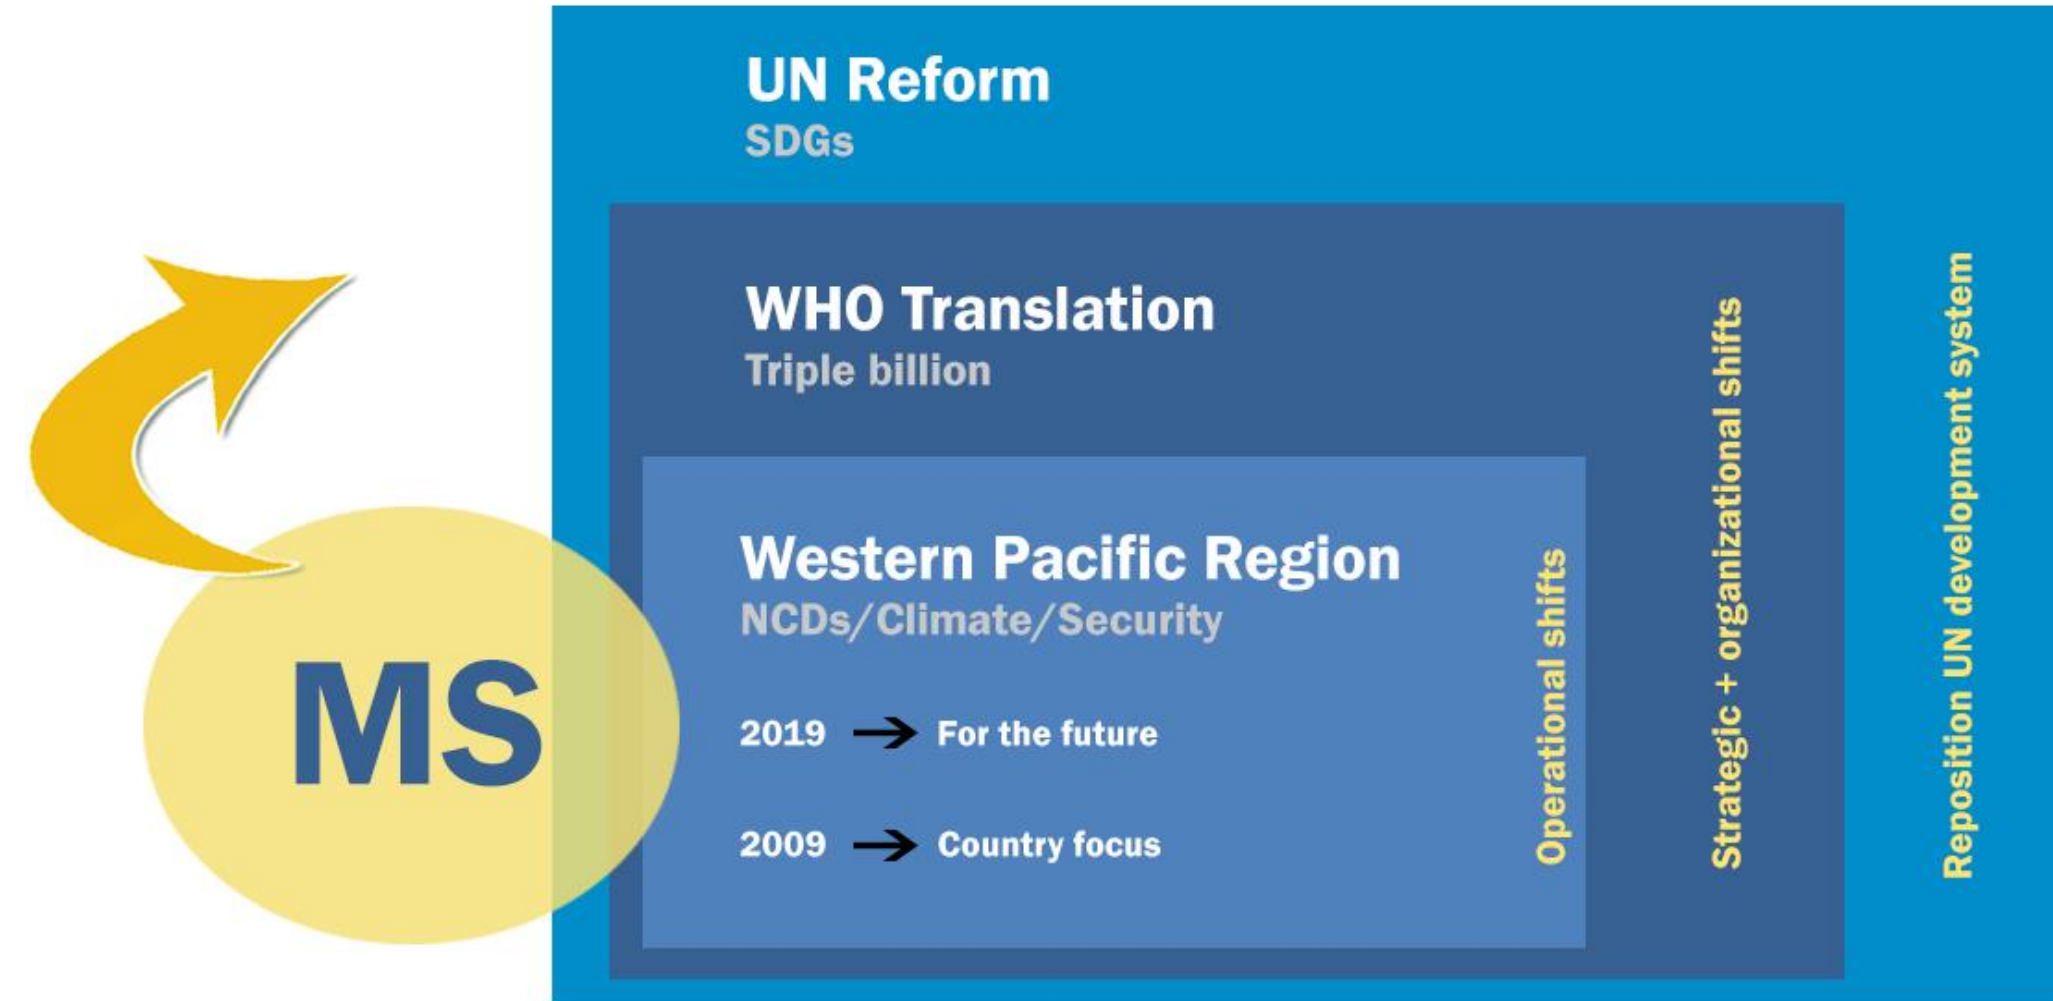 UN Reform
SDGs
WHO Translation
Triple billion
Western Pacific Region
NCDs/Climate/Security
2019 → For the future
2009 → Country focus
MS
Operational shifts
Strategic + organizational shifts
Reposition UN development system